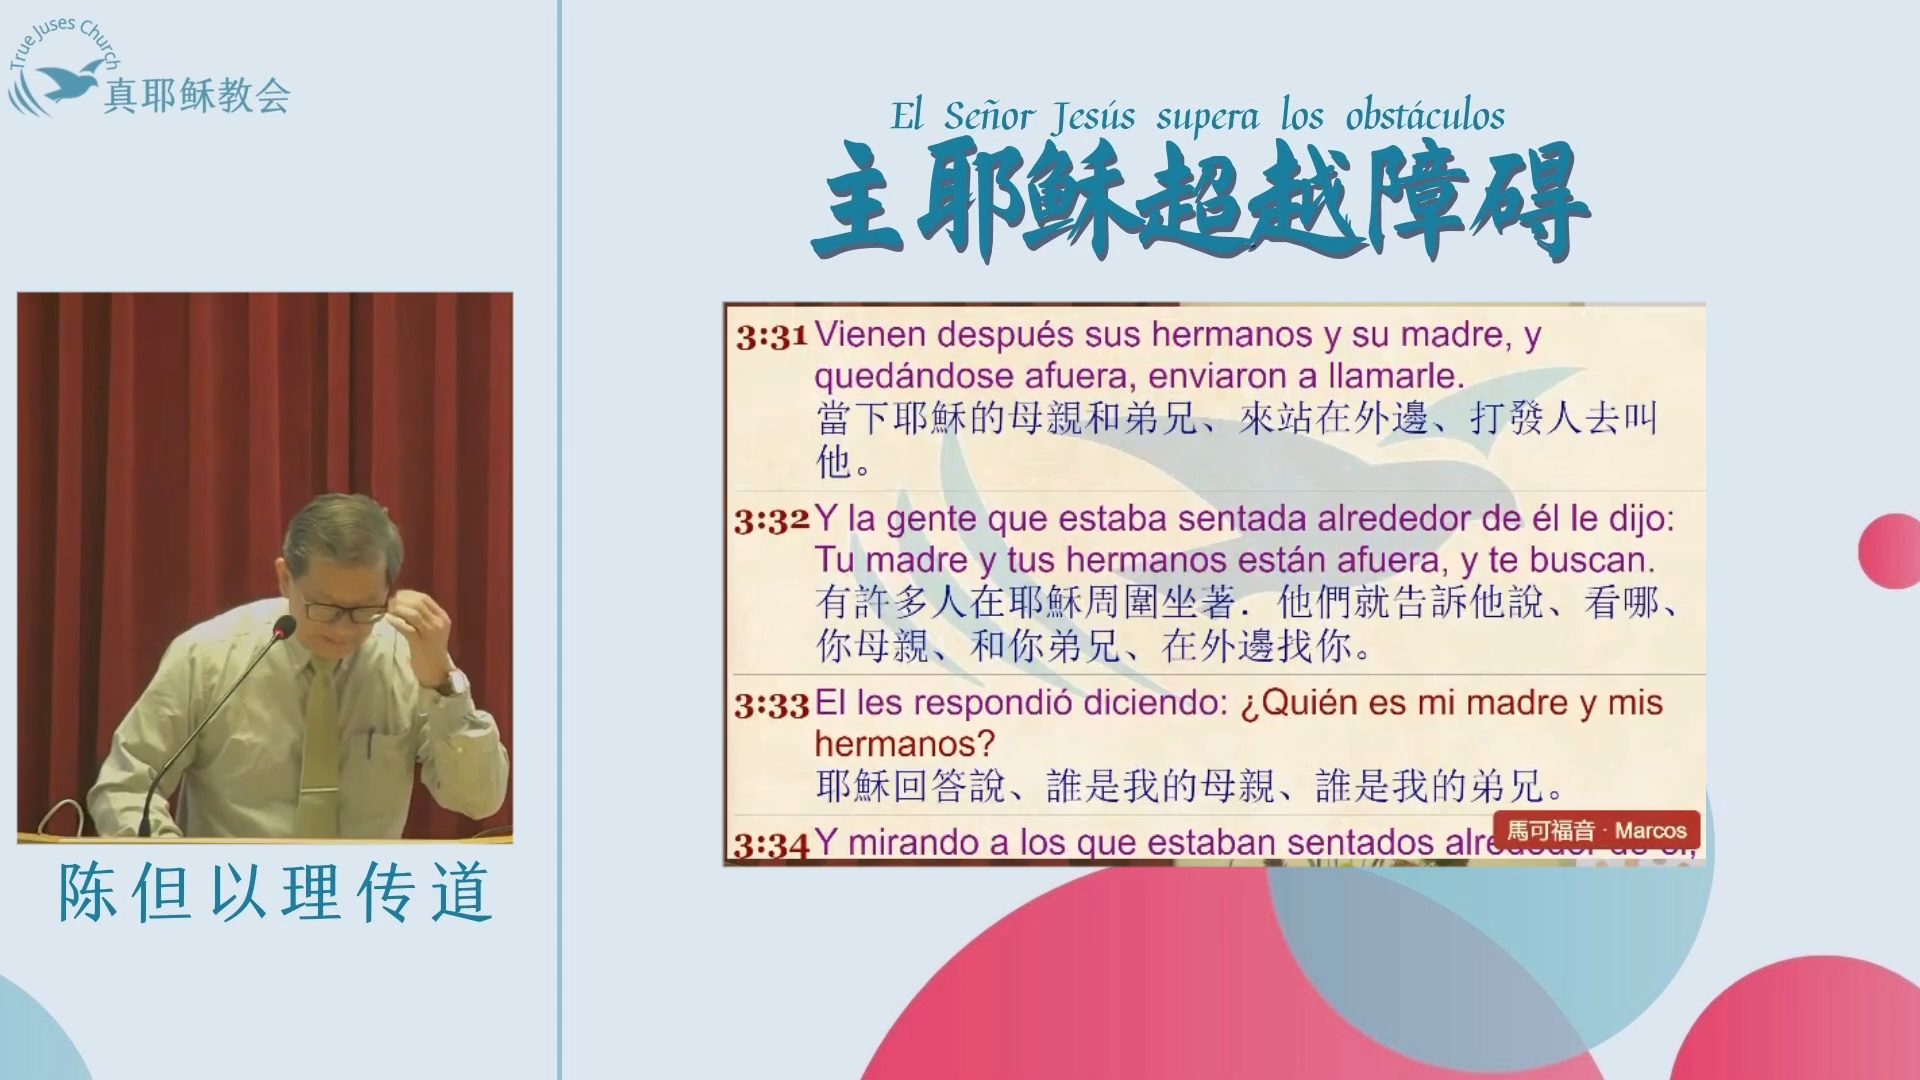 True Juses Church
真耶稣教会
El Señor Jesús supera los obstáculos
主耶稣超越障碍
3:31 Vienen después sus hermanos y su madre, y
quedándose afuera, enviaron a llamarle.
當下耶穌的母親和弟兄、來站在外邊、打發人去叫
他。
3:32 Y la gente que estaba sentada alrededor de él le dijo:
Tu madre y tus hermanos están afuera, y te buscan.
有許多人在耶穌周圍坐著．他們就告訴他說、看哪、
你母親、和你弟兄、在外邊找你。
3:33 El les respondió diciendo: ¿Quién es mi madre y mis
hermanos?
耶穌回答說、誰是我的母親、誰是我的弟兄。
3:34 Y mirando a los que estaban sentados
馬可福音 · Marcos
陈但以理传道